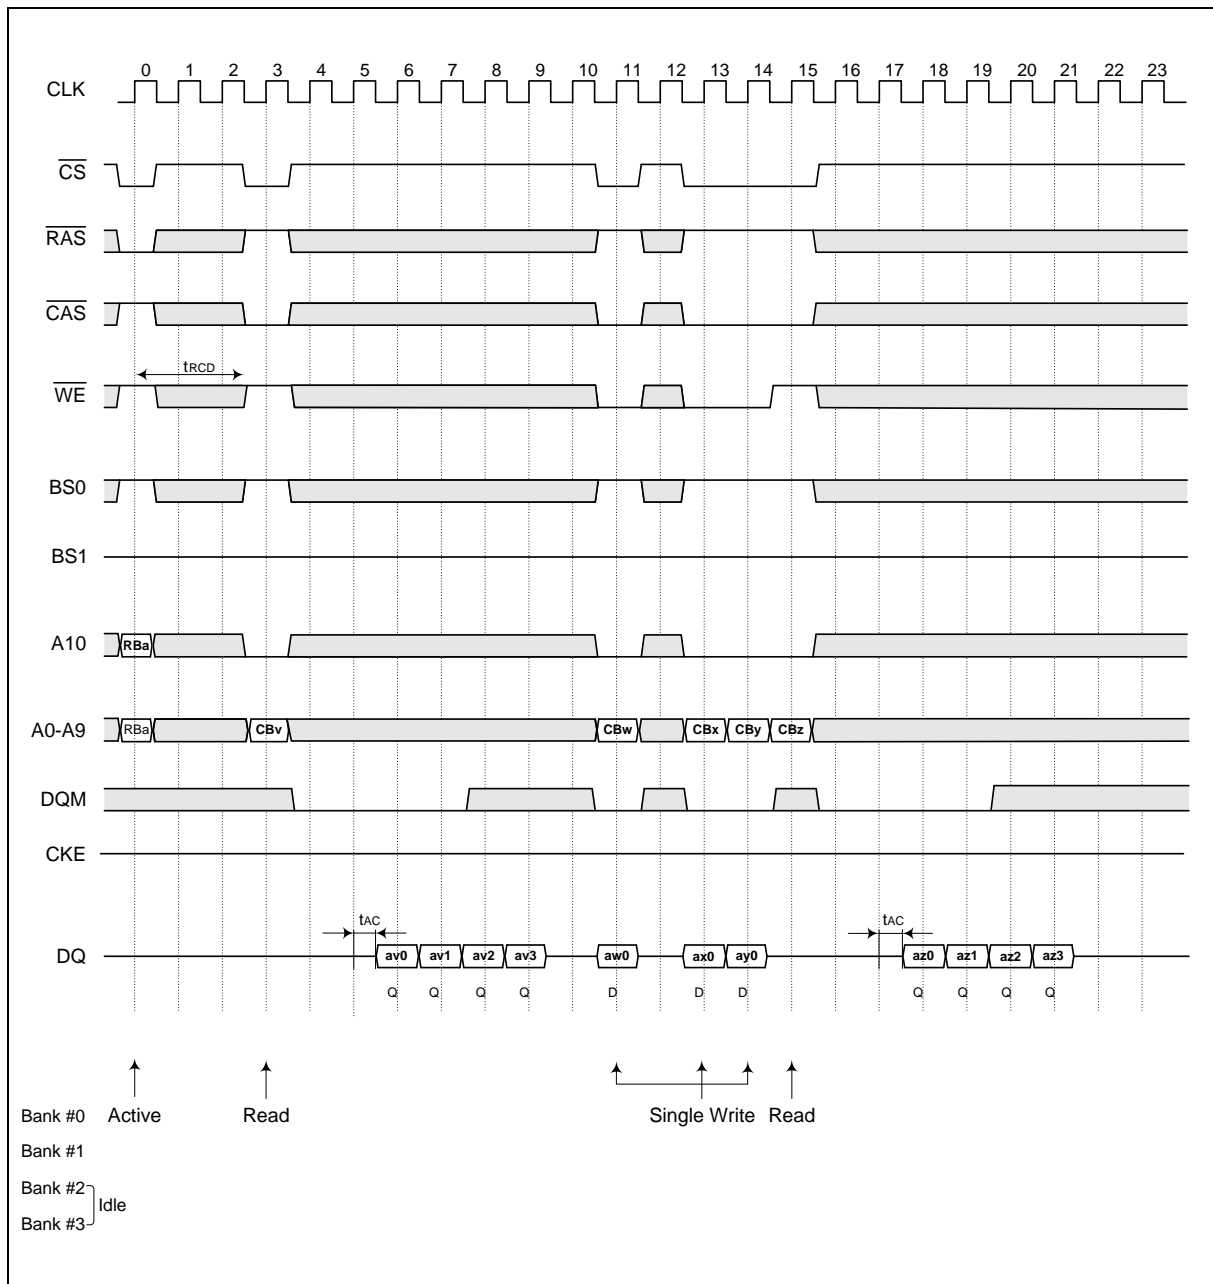 0 1 2 3 4 5 6 7 8 9 10 11 12 13 14 15 16 17 18 19 20 21 22 23
CLK
CS
RAS
CAS
tRCD
WE
BS0
BS1
A10 RBa
A0-A9 RBa CBv CBw CBx CBy CBz
DQM
CKE
tAC tAC
DQ av0 av1 av2 av3 aw0 ax0 ay0 az0 az1 az2 az3
Q Q Q Q D D D Q Q Q Q
Bank #0 Active Read Single Write Read
Bank #1
Bank #2
Idle
Bank #3